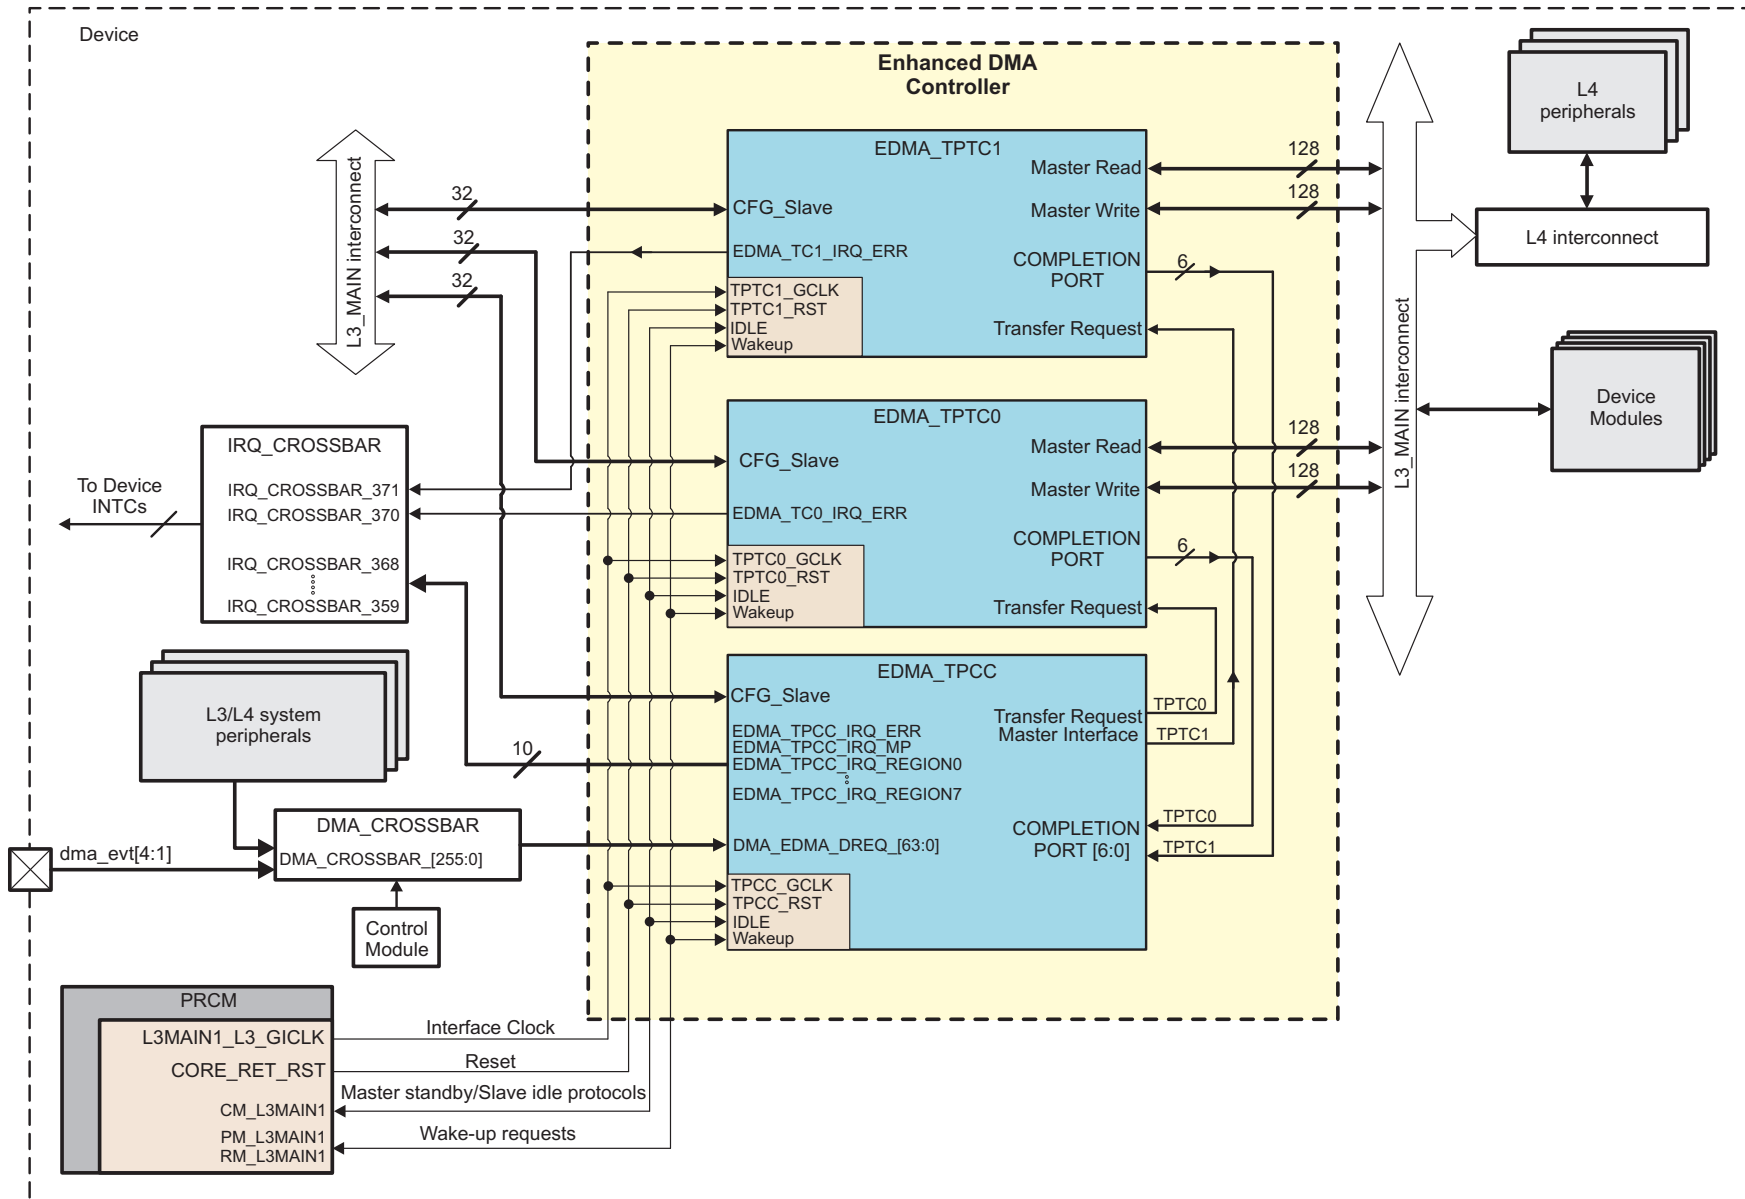 Device
Enhanced DMA
Controller
L4
peripherals
L4 interconnect
L3_MAIN interconnect
Device
Modules
L3_MAIN interconnect
32
32
32
EDMA_TPTC1
Master Read
128
CFG_Slave
Master Write
128
EDMA_TC1_IRQ_ERR
COMPLETION
PORT
6
TPTC1_GCLK
TPTC1_RST
IDLE
Wakeup
Transfer Request
EDMA_TPTC0
Master Read
128
CFG_Slave
Master Write
128
EDMA_TC0_IRQ_ERR
COMPLETION
PORT
6
TPTC0_GCLK
TPTC0_RST
IDLE
Wakeup
Transfer Request
IRQ_CROSSBAR
IRQ_CROSSBAR_371
IRQ_CROSSBAR_370
IRQ_CROSSBAR_368
IRQ_CROSSBAR_359
To Device
INTCs
EDMA_TPCC
CFG_Slave
Transfer Request
Master Interface
TPTC0
TPTC1
EDMA_TPCC_IRQ_ERR
EDMA_TPCC_IRQ_MP
EDMA_TPCC_IRQ_REGION0
EDMA_TPCC_IRQ_REGION7
10
COMPLETION
PORT [6:0]
TPTC0
TPTC1
DMA_EDMA_DREQ_[63:0]
TPCC_GCLK
TPCC_RST
IDLE
Wakeup
L3/L4 system
peripherals
DMA_CROSSBAR
DMA_CROSSBAR_[255:0]
dma_evt[4:1]
Control
Module
PRCM
L3MAIN1_L3_GICLK
CORE_RET_RST
CM_L3MAIN1
PM_L3MAIN1
RM_L3MAIN1
Interface Clock
Reset
Master standby/Slave idle protocols
Wake-up requests